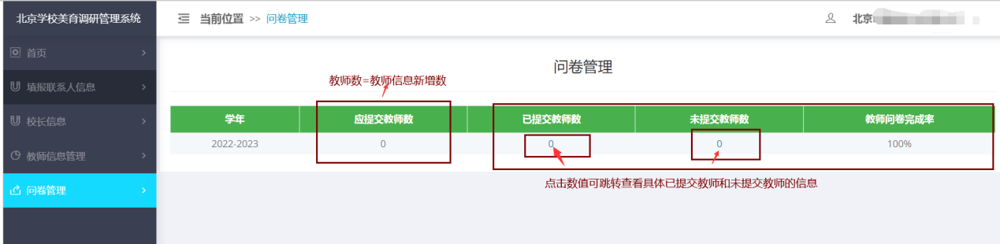 北京学校美育调研管理系统
当前位置 >> 问卷管理
北京
首页
填报联系人信息
校长信息
教师信息管理
问卷管理
问卷管理
教师数=教师信息新增数
学年 应提交教师数 已提交教师数 未提交教师数 教师问卷完成率
2022-2023 0 0 0 100%
点击数值可跳转查看具体已提交教师和未提交教师的信息